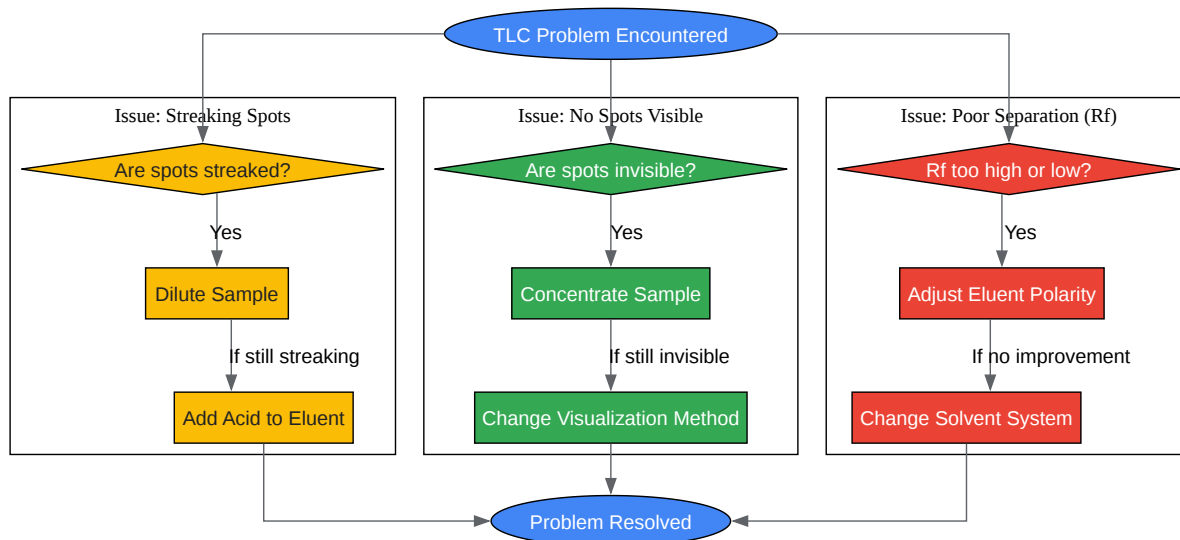 TLC Problem Encountered
Issue: Streaking Spots
Are spots streaked?
Yes
Dilute Sample
If still streaking
Add Acid to Eluent
Issue: No Spots Visible
Are spots invisible?
Yes
Concentrate Sample
If still invisible
Change Visualization Method
Issue: Poor Separation (Rf)
Rf too high or low?
Yes
Adjust Eluent Polarity
If no improvement
Change Solvent System
Problem Resolved